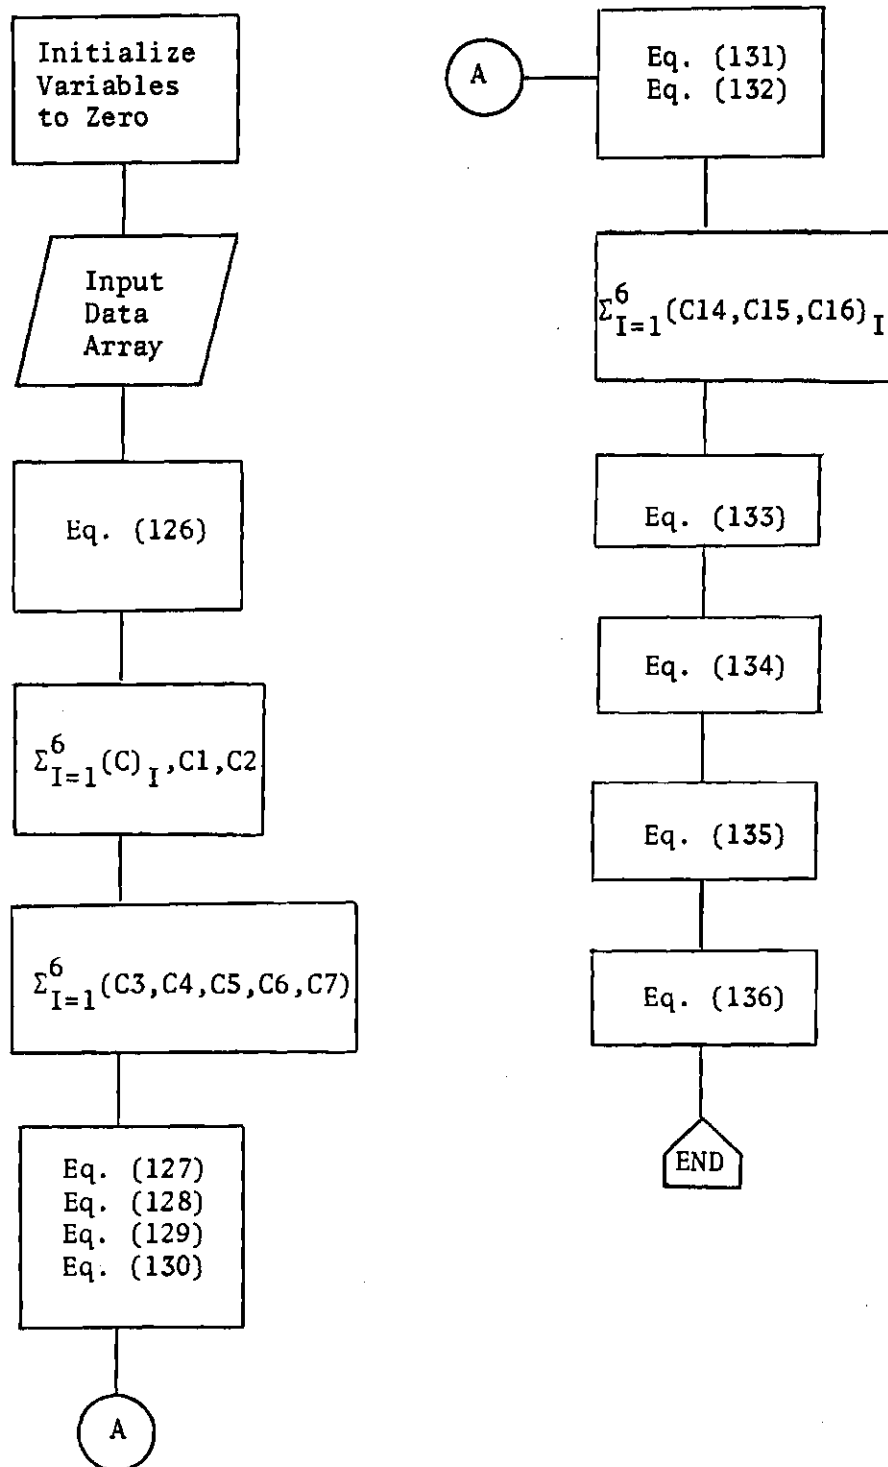 Initialize
Variables
to Zero
Input
Data
Array
Eq. (126)
Σ⁶I=1(C)I,C1,C2
Σ⁶I=1(C3,C4,C5,C6,C7)
Eq. (127)
Eq. (128)
Eq. (129)
Eq. (130)
A
A
Eq. (131)
Eq. (132)
Σ⁶I=1(C14,C15,C16)I
Eq. (133)
Eq. (134)
Eq. (135)
Eq. (136)
END